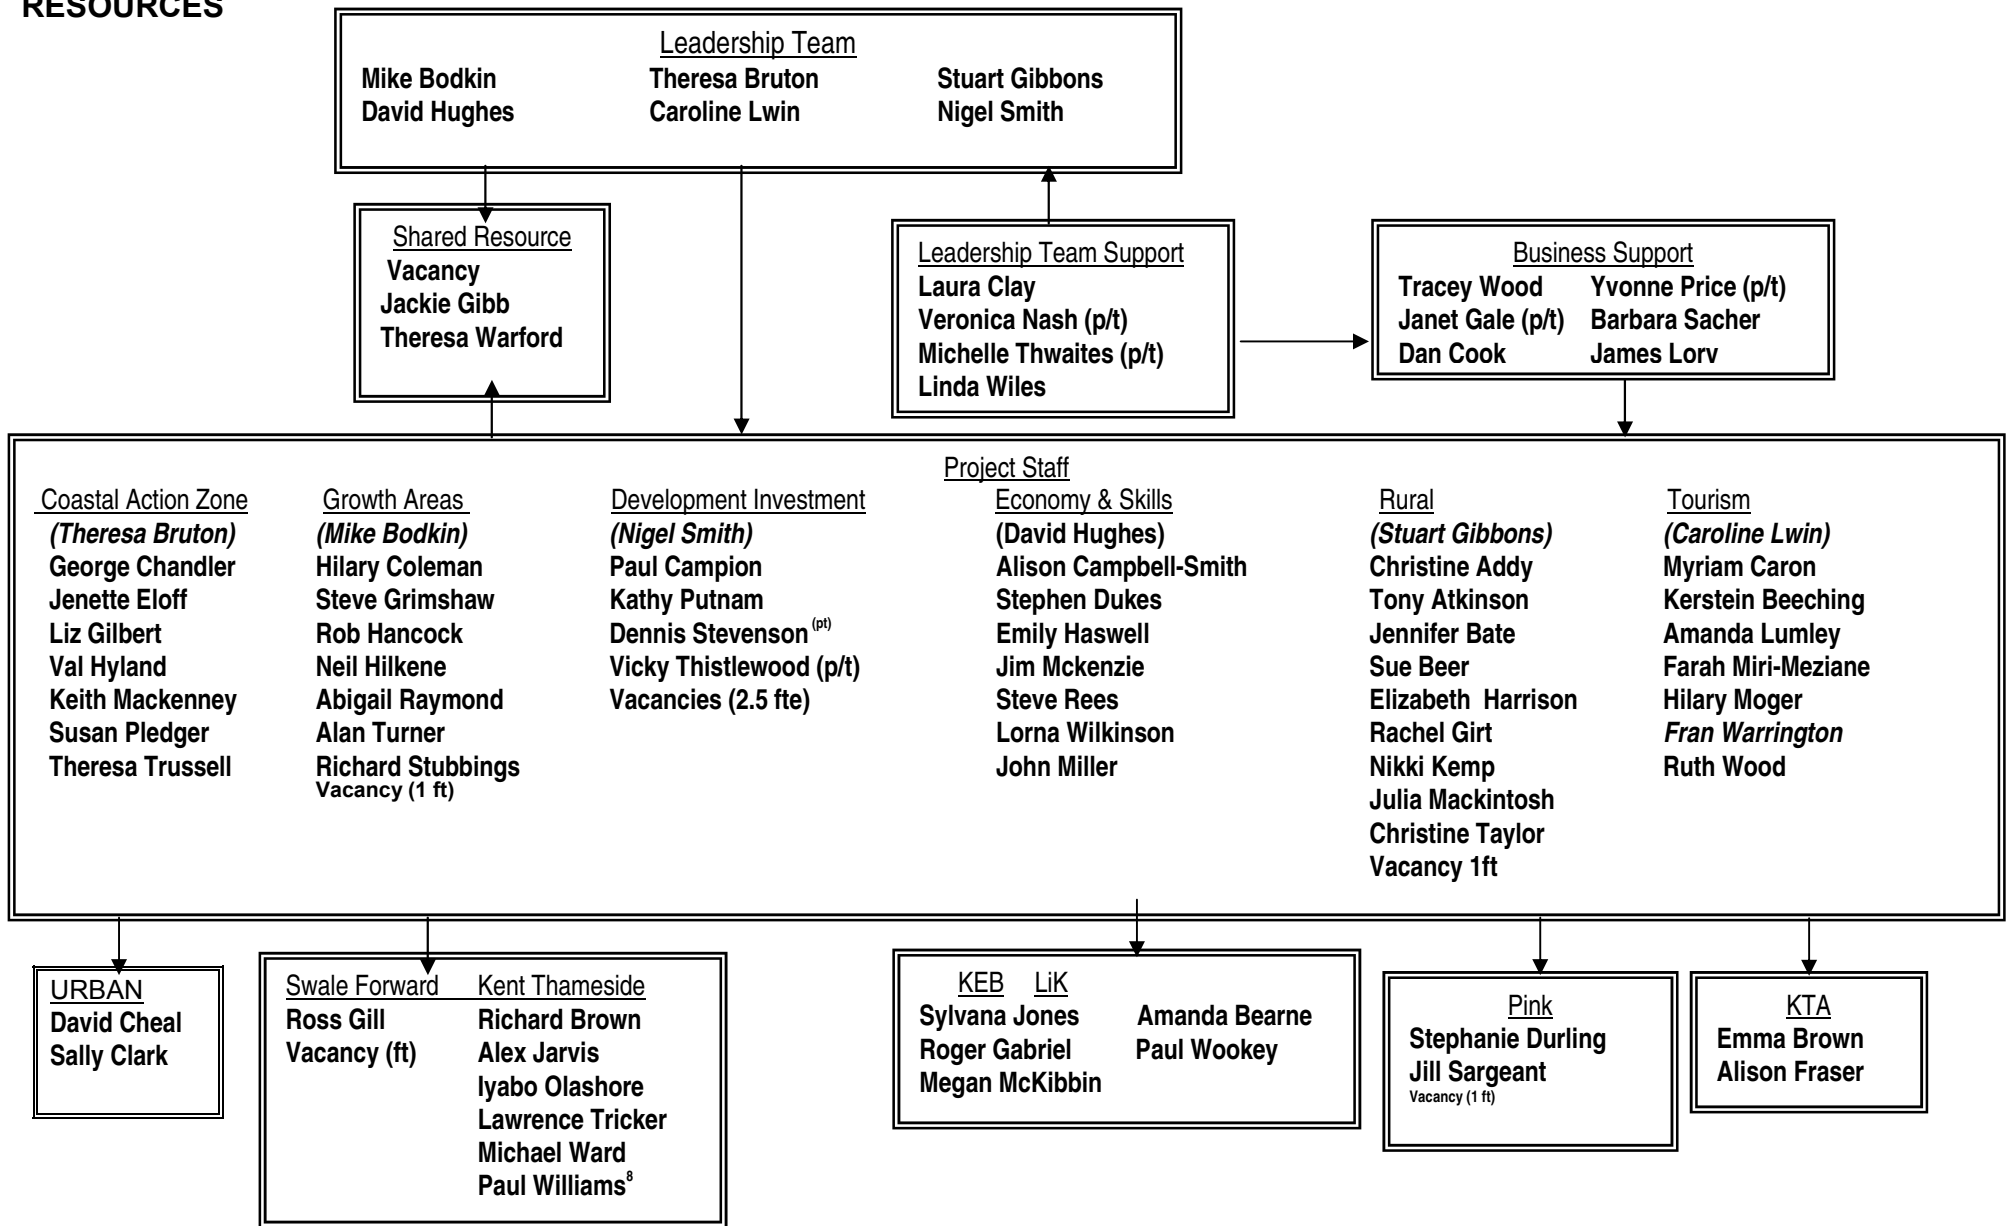 RESOURCES
Leadership Team
Mike Bodkin Theresa Bruton Stuart Gibbons
David Hughes Caroline Lwin Nigel Smith
Shared Resource
Vacancy
Jackie Gibb
Theresa Warford
Leadership Team Support
Laura Clay
Veronica Nash (p/t)
Michelle Thwaites (p/t)
Linda Wiles
Business Support
Tracey Wood Yvonne Price (p/t)
Janet Gale (p/t) Barbara Sacher
Dan Cook James Lorv
Project Staff
Coastal Action Zone
(Theresa Bruton)
George Chandler
Jenette Eloff
Liz Gilbert
Val Hyland
Keith Mackenney
Susan Pledger
Theresa Trussell
Growth Areas
(Mike Bodkin)
Hilary Coleman
Steve Grimshaw
Rob Hancock
Neil Hilkene
Abigail Raymond
Alan Turner
Richard Stubbings
Vacancy (1 ft)
Development Investment
(Nigel Smith)
Paul Campion
Kathy Putnam
Dennis Stevenson (pt)
Vicky Thistlewood (p/t)
Vacancies (2.5 fte)
Economy & Skills
(David Hughes)
Alison Campbell-Smith
Stephen Dukes
Emily Haswell
Jim Mckenzie
Steve Rees
Lorna Wilkinson
John Miller
Rural
(Stuart Gibbons)
Christine Addy
Tony Atkinson
Jennifer Bate
Sue Beer
Elizabeth Harrison
Rachel Girt
Nikki Kemp
Julia Mackintosh
Christine Taylor
Vacancy 1ft
Tourism
(Caroline Lwin)
Myriam Caron
Kerstein Beeching
Amanda Lumley
Farah Miri-Meziane
Hilary Moger
Fran Warrington
Ruth Wood
URBAN
David Cheal
Sally Clark
Swale Forward Kent Thameside
Ross Gill Richard Brown
Vacancy (ft) Alex Jarvis
Iyabo Olashore
Lawrence Tricker
Michael Ward
Paul Williams8
KEB LiK
Sylvana Jones Amanda Bearne
Roger Gabriel Paul Wookey
Megan McKibbin
Pink
Stephanie Durling
Jill Sargeant
Vacancy (1 ft)
KTA
Emma Brown
Alison Fraser